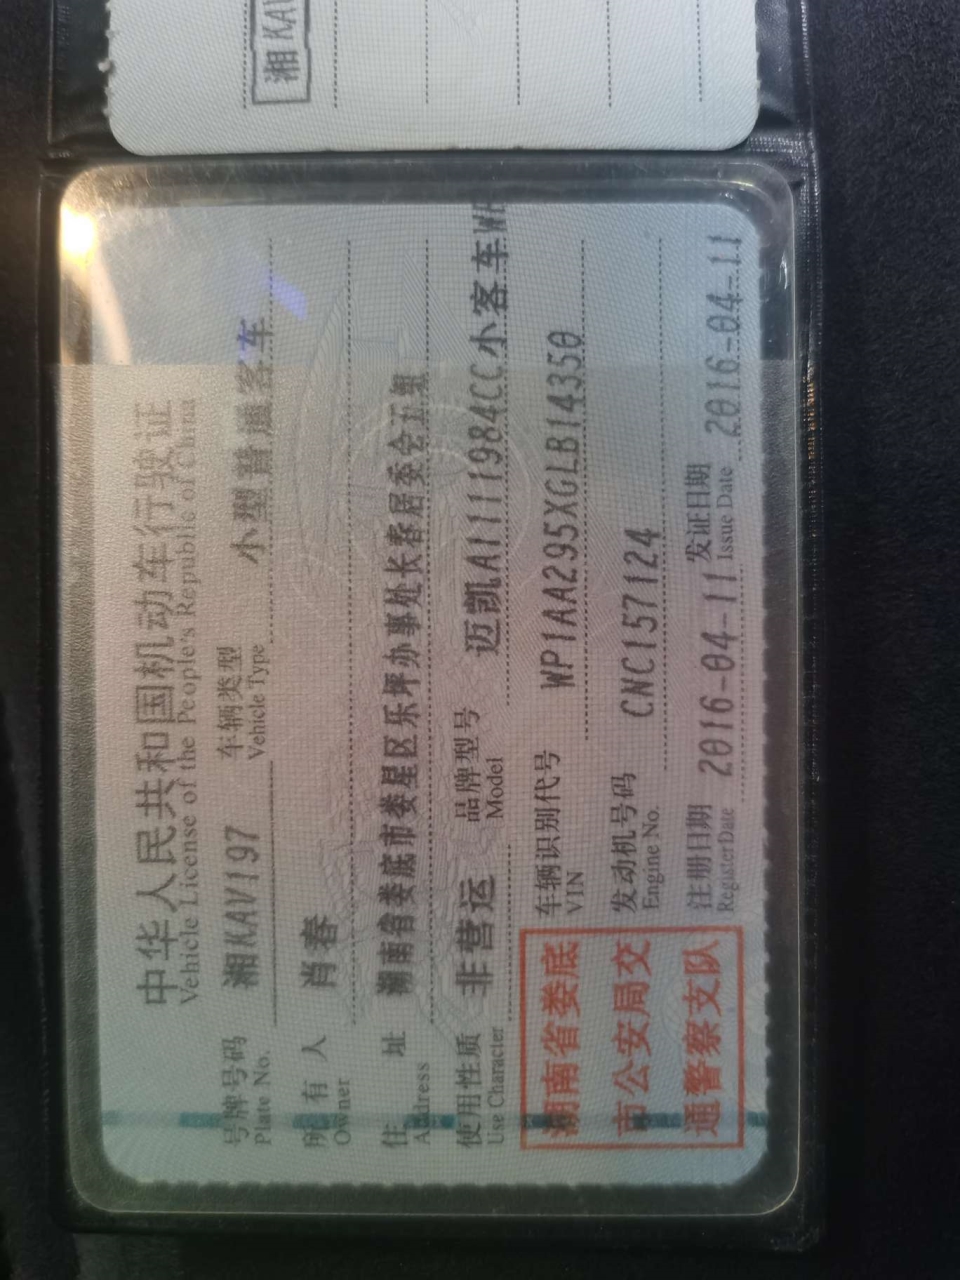 湘KAV
中华人民共和国机动车行驶证
Vehicle License of the People's Republic of China
号牌号码 湘KAV197 车辆类型 小型普通客车
Plate No. Vehicle Type
所有人 肖春
Owner
住址 湖南省娄底市娄星区乐坪办事处长春居委会五组
Address
使用性质 非营运 品牌型号 迈凯A1111984CC小客车WP
Use Character Model
湖南省娄底
市公安局交
通警察支队
车辆识别代号 WP1AA295XGLB14350
VIN
发动机号码 CNC157124
Engine No.
注册日期 2016-04-11 发证日期 2016-04-11
Register Date Issue Date